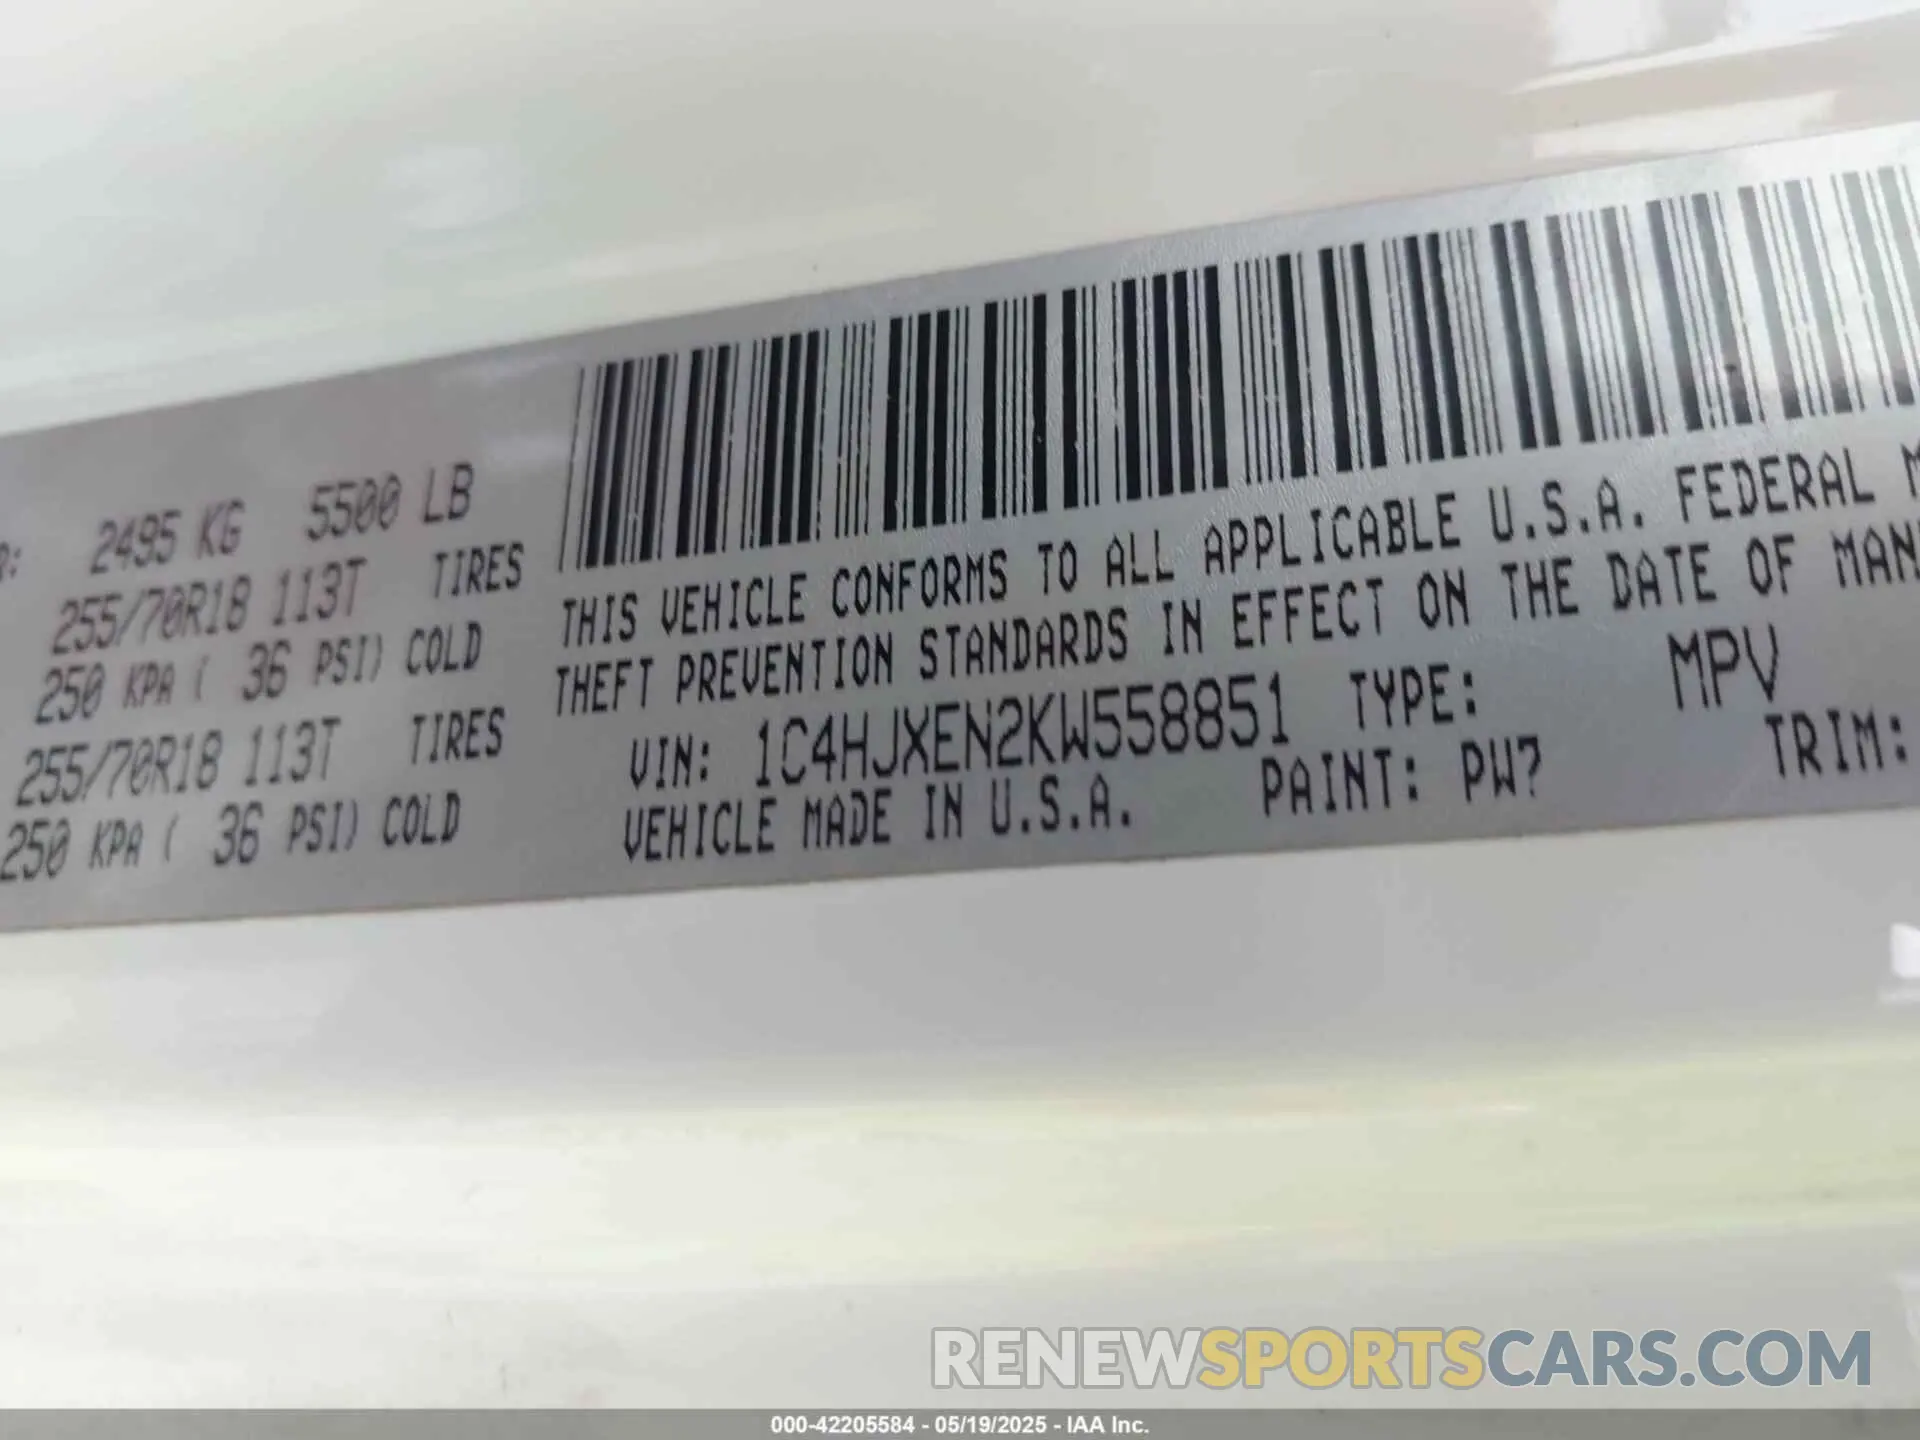 R: 2495 KG 5500 LB
255/70R18 113T TIRES
250 KPA ( 36 PSI) COLD
255/70R18 113T TIRES
250 KPA ( 36 PSI) COLD
THIS VEHICLE CONFORMS TO ALL APPLICABLE U.S.A. FEDERAL M
THEFT PREVENTION STANDARDS IN EFFECT ON THE DATE OF MAN
VIN: 1C4HJXEN2KW558851 TYPE: MPV
VEHICLE MADE IN U.S.A. PAINT: PW7 TRIM:
RENEWSPORTSCARS.COM
000-42205584 - 05/19/2025 - IAA Inc.